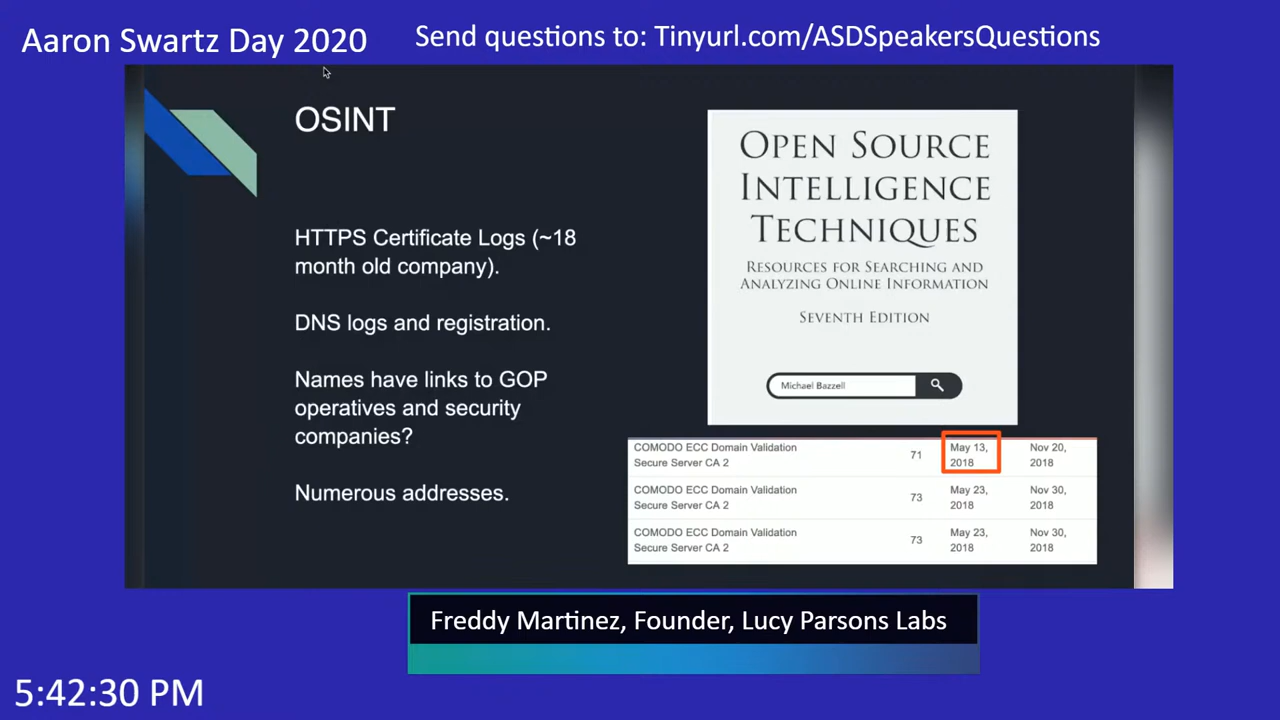 Aaron Swartz Day 2020
Send questions to: Tinyurl.com/ASDSpeakersQuestions
OSINT
HTTPS Certificate Logs (~18
month old company).
DNS logs and registration.
Names have links to GOP
operatives and security
companies?
Numerous addresses.
OPEN SOURCE
INTELLIGENCE
TECHNIQUES
RESOURCES FOR SEARCHING AND
ANALYZING ONLINE INFORMATION
SEVENTH EDITION
Michael Bazzell
COMODO ECC Domain Validation
Secure Server CA 2
71
May 13,
2018
Nov 20,
2018
COMODO ECC Domain Validation
Secure Server CA 2
73
May 23,
2018
Nov 30,
2018
COMODO ECC Domain Validation
Secure Server CA 2
73
May 23,
2018
Nov 30,
2018
Freddy Martinez, Founder, Lucy Parsons Labs
5:42:30 PM